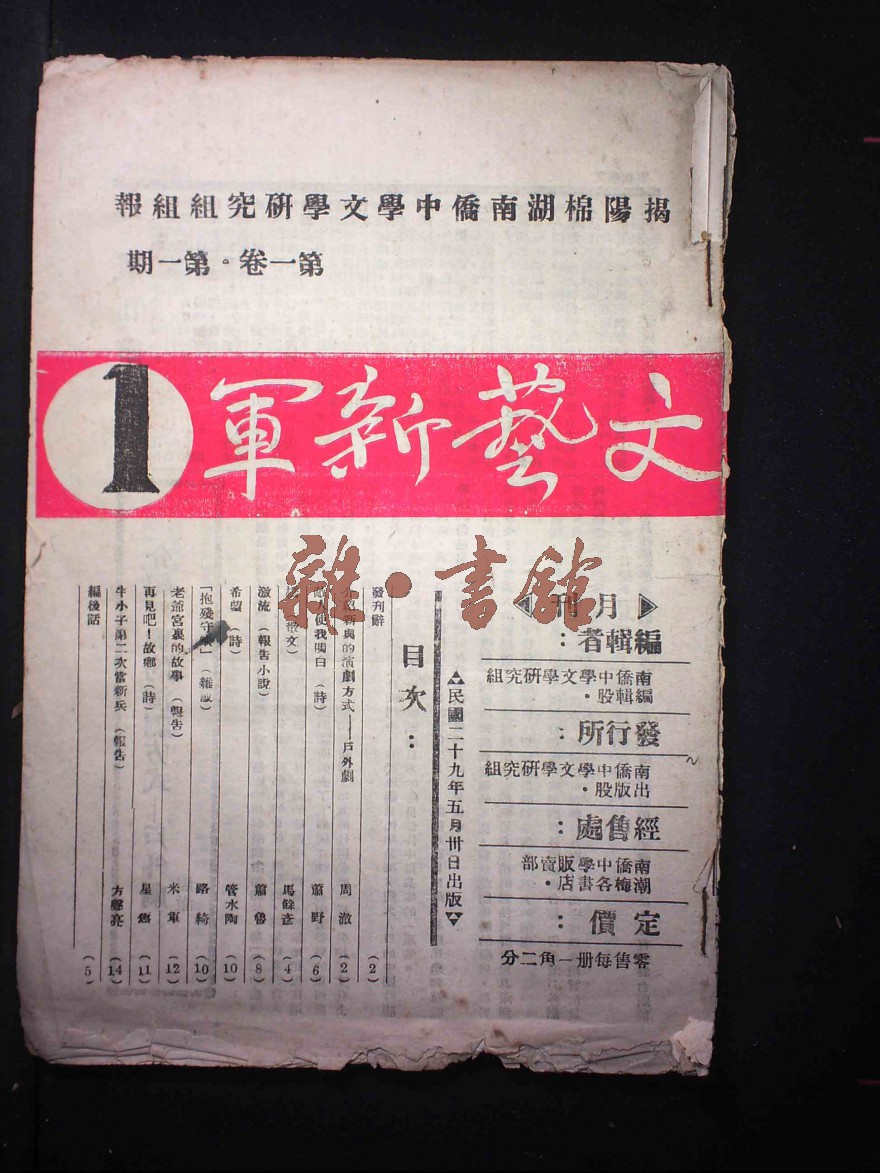 揭陽棉湖南僑中學文學研究組組報
第一卷·第一期
文藝新軍
1
月刊
編輯者：
南僑中學文學研究組
編輯股·
發行所：
南僑中學文學研究組
出版股·
經售處：
南僑中學販賣部
潮梅各書店·
定價：
零售每册一角二分
民國二十九年五月卅日出版
目次：
發刊辭 (2)
新興的演劇方式——戶外劇 周澈 (2)
使我明白（詩） 蕭野 (6)
散文） 馬餘彥 (4)
激流（報告小說） 蕭魯 (8)
希望（詩） 管水陶 (10)
「抱殘守（雜感） 路綺 (10)
老爺宮裏的故事（報告） 米軍 (12)
再見吧！故鄉（詩） 星 (11)
牛小子第二次當新兵（報告） 方 亮 (14)
編後話 (5)
雜·書館